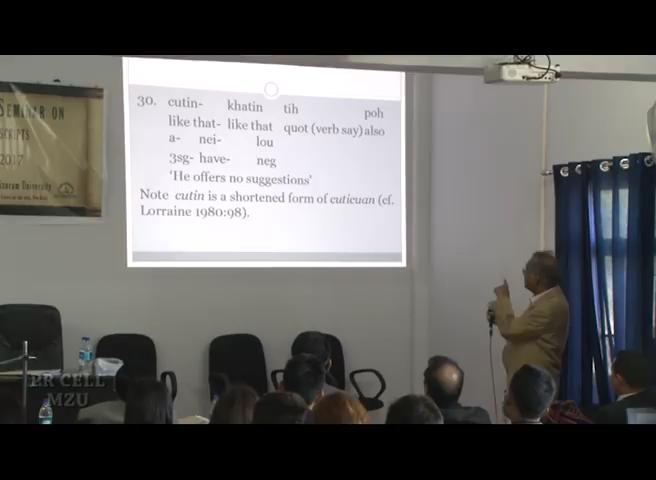 SEMINAR ON
SCRIPTS
2017
30. cutin- khatin tih poh
like that- like that quot (verb say) also
a- nei- lou
3sg- have- neg
'He offers no suggestions'
Note cutin is a shortened form of cuticuan (cf.
Lorraine 1980:98).
PR CELL
MZU